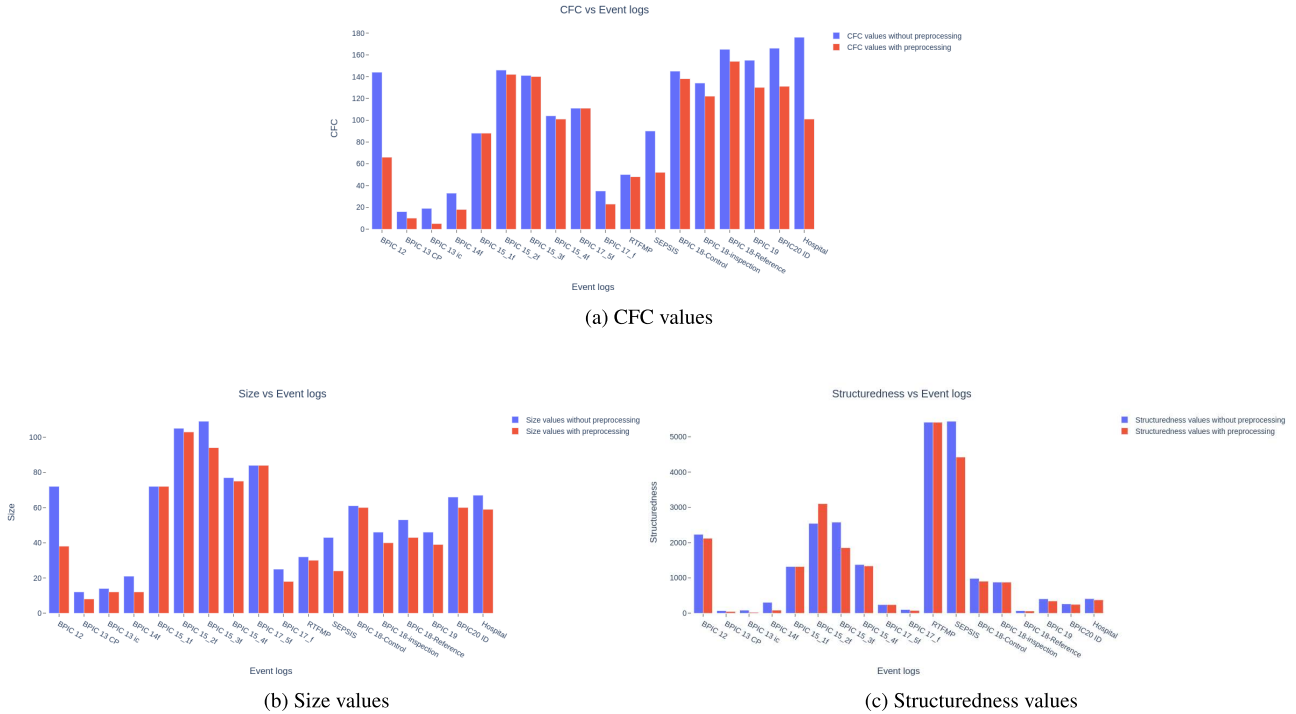 CFC vs Event logs
CFC values without preprocessing
CFC values with preprocessing
180
160
140
120
100
80
60
40
20
0
CFC
BPIC 12
BPIC 13 CP
BPIC 13 ic
BPIC 14f
BPIC 15_1f
BPIC 15_2f
BPIC 15_3f
BPIC 15_4f
BPIC 17_5f
BPIC 17_f
RTFMP
SEPSIS
BPIC 18-Control
BPIC 18-inspection
BPIC 18-Reference
BPIC 19
BPIC20 ID
Hospital
Event logs
(a) CFC values
Size vs Event logs
Size values without preprocessing
Size values with preprocessing
100
80
60
40
20
0
Size
BPIC 12
BPIC 13 CP
BPIC 13 ic
BPIC 14f
BPIC 15_1f
BPIC 15_2f
BPIC 15_3f
BPIC 15_4f
BPIC 17_5f
BPIC 17_f
RTFMP
SEPSIS
BPIC 18-Control
BPIC 18-inspection
BPIC 18-Reference
BPIC 19
BPIC20 ID
Hospital
Event logs
(b) Size values
Structuredness vs Event logs
Structuredness values without preprocessing
Structuredness values with preprocessing
5000
4000
3000
2000
1000
0
Structuredness
BPIC 12
BPIC 13 CP
BPIC 13 ic
BPIC 14f
BPIC 15_1f
BPIC 15_2f
BPIC 15_3f
BPIC 15_4f
BPIC 17_5f
BPIC 17_f
RTFMP
SEPSIS
BPIC 18-Control
BPIC 18-inspection
BPIC 18-Reference
BPIC 19
BPIC20 ID
Hospital
Event logs
(c) Structuredness values